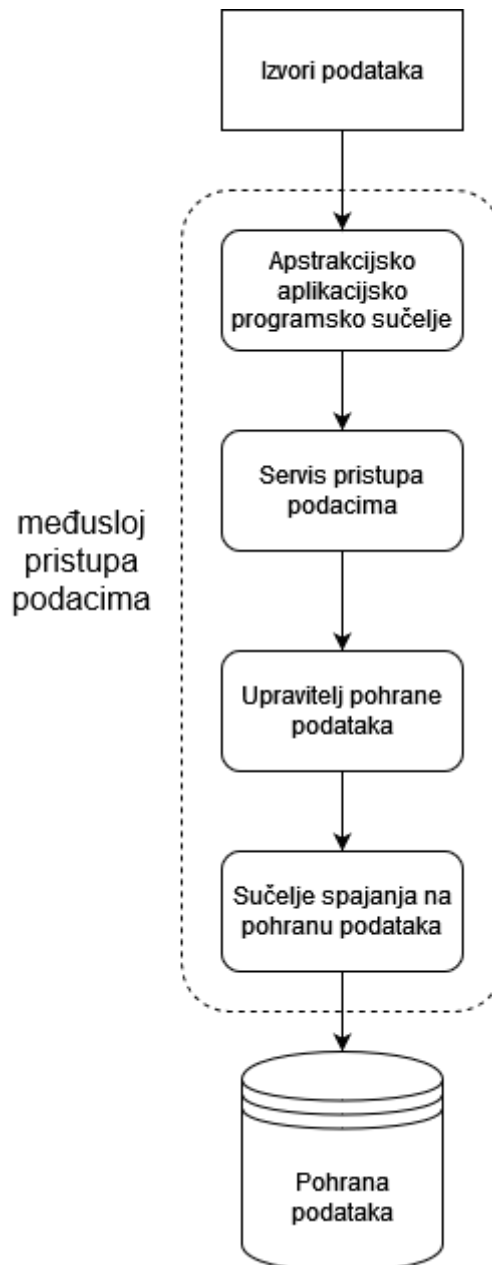 Izvori podataka
Apstrakcijsko
aplikacijsko
programsko sučelje
Servis pristupa
podacima
međusloj
pristupa
podacima
Upravitelj pohrane
podataka
Sučelje spajanja na
pohranu podataka
Pohrana
podataka